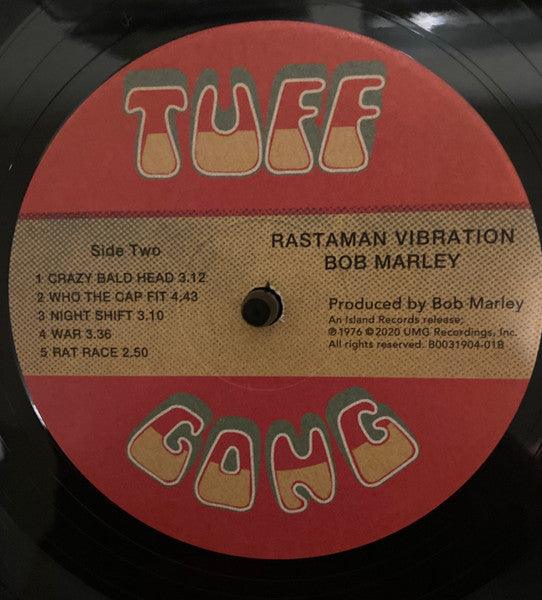 TUFF
RASTAMAN VIBRATION
BOB MARLEY
Side Two
1 CRAZY BALD HEAD 3.12
2 WHO THE CAP FIT 4.43
3 NIGHT SHIFT 3.10
4 WAR 3.36
5 RAT RACE 2.50
Produced by Bob Marley
An Island Records release;
℗1976 ©2020 UMG Recordings, Inc.
All rights reserved. B0031904-01B
GONG